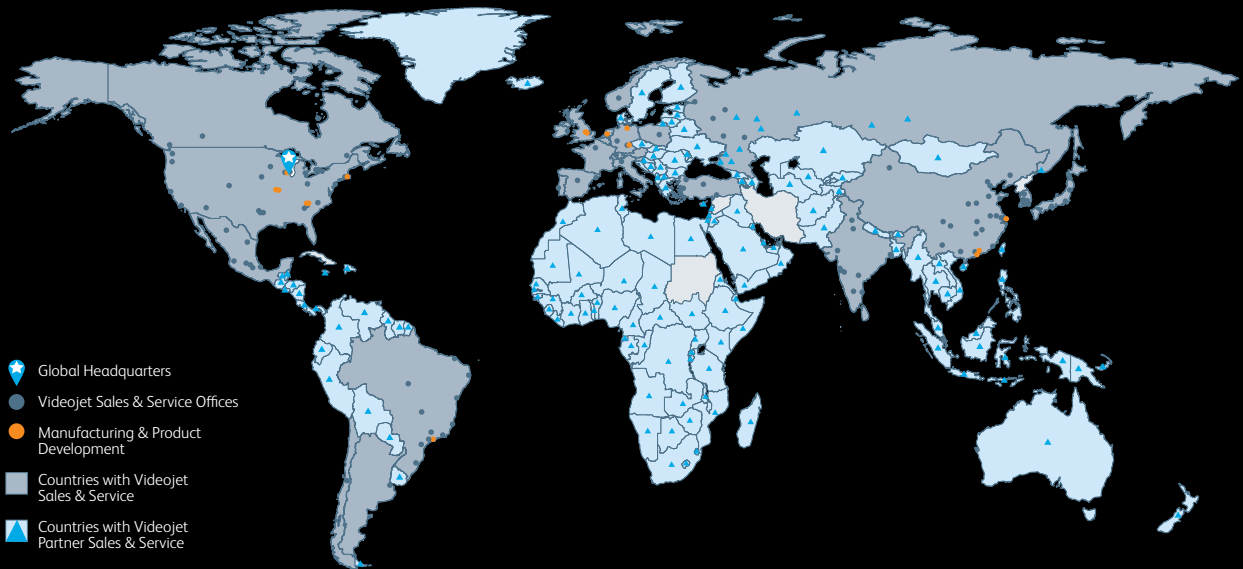 Global Headquarters
Videojet Sales & Service Offices
Manufacturing & Product
Development
Countries with Videojet
Sales & Service
Countries with Videojet
Partner Sales & Service